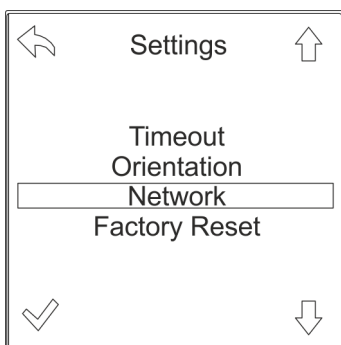 Settings
Timeout
Orientation
Network
Factory Reset